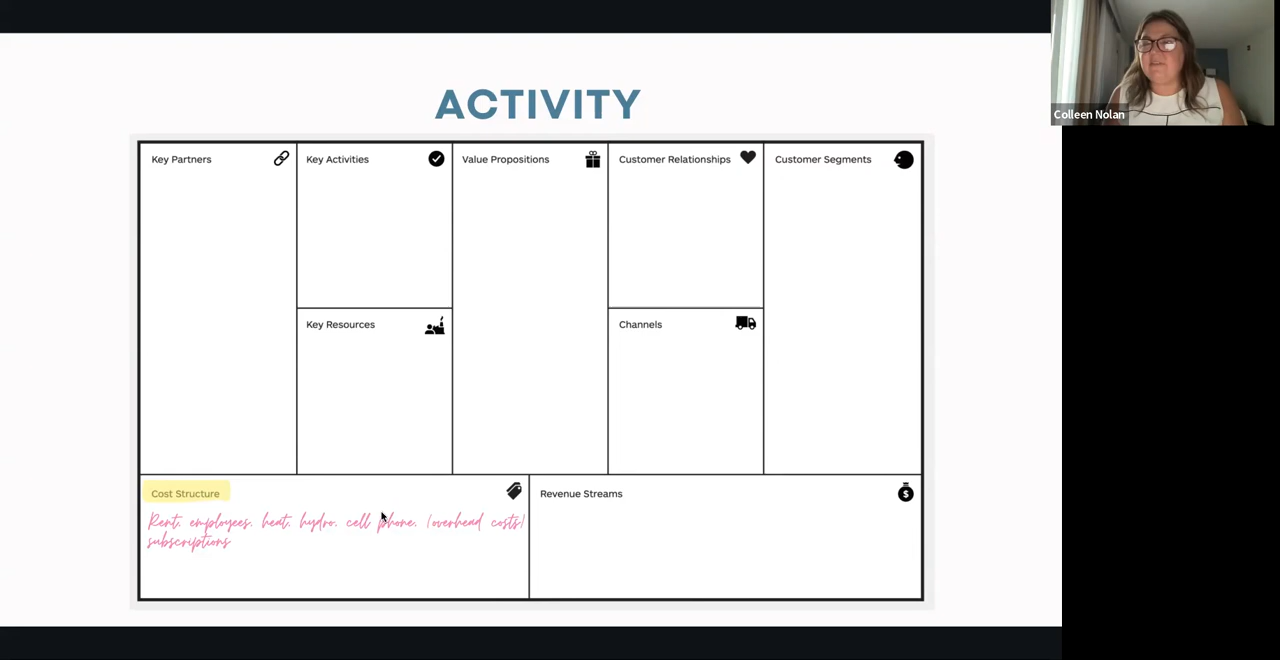 ACTIVITY
Key Partners
Key Activities
Value Propositions
Customer Relationships
Customer Segments
Key Resources
Channels
Cost Structure
Rent, employees, heat, hydro, cell phone, (overhead costs)
subscriptions
Revenue Streams
Colleen Nolan